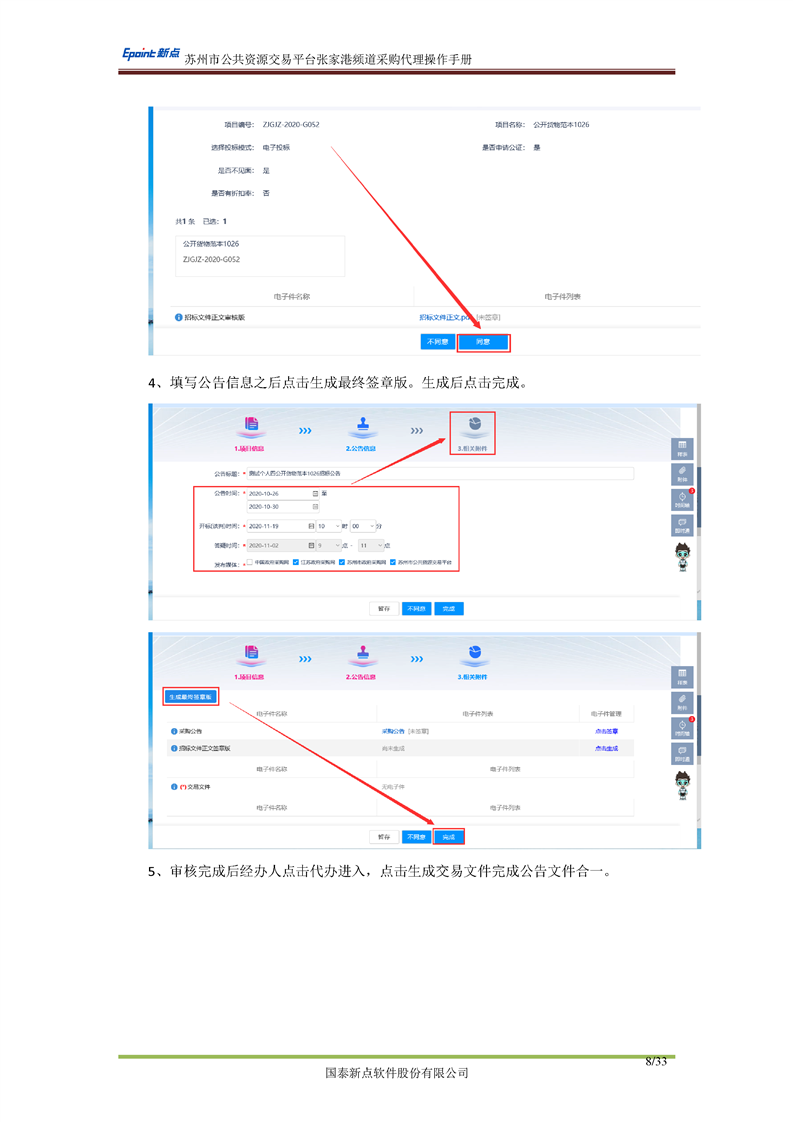 Epoint新点 苏州市公共资源交易平台张家港频道采购代理操作手册
项目编号: ZJGJZ-2020-G052 项目名称: 公开货物范本1026
选择投标模式: 电子投标 是否申请公证: 是
是否不见面: 是
是否有折扣率: 否
共1 条 已选: 1
公开货物范本1026
ZJGJZ-2020-G052
电子件名称 电子件列表
招标文件正文审核版 招标文件正文.pdf [未签章]
不同意 同意
4、填写公告信息之后点击生成最终签章版。生成后点击完成。
1.项目信息 2.公告信息 3.相关附件
公告标题: * 测试个人四公开货物范本1026招标公告
公告时间: * 2020-10-26 至
2020-10-30
开标(谈判)时间: * 2020-11-19 10 时 00 分
答疑时间: * 2020-11-02 9 点 - 11 点
发布媒体: * 中国政府采购网 江苏政府采购网 苏州市政府采购网 苏州市公共资源交易平台
暂存 不同意 完成
1.项目信息 2.公告信息 3.相关附件
生成最终签章版
电子件名称 电子件列表 电子件管理
采购公告 采购公告 [未签章] 点击签章
招标文件正文签章版 尚未生成 点击生成
电子件名称 电子件列表
(*) 交易文件 无电子件
电子件名称 电子件列表
暂存 不同意 完成
5、审核完成后经办人点击代办进入，点击生成交易文件完成公告文件合一。
8/33
国泰新点软件股份有限公司